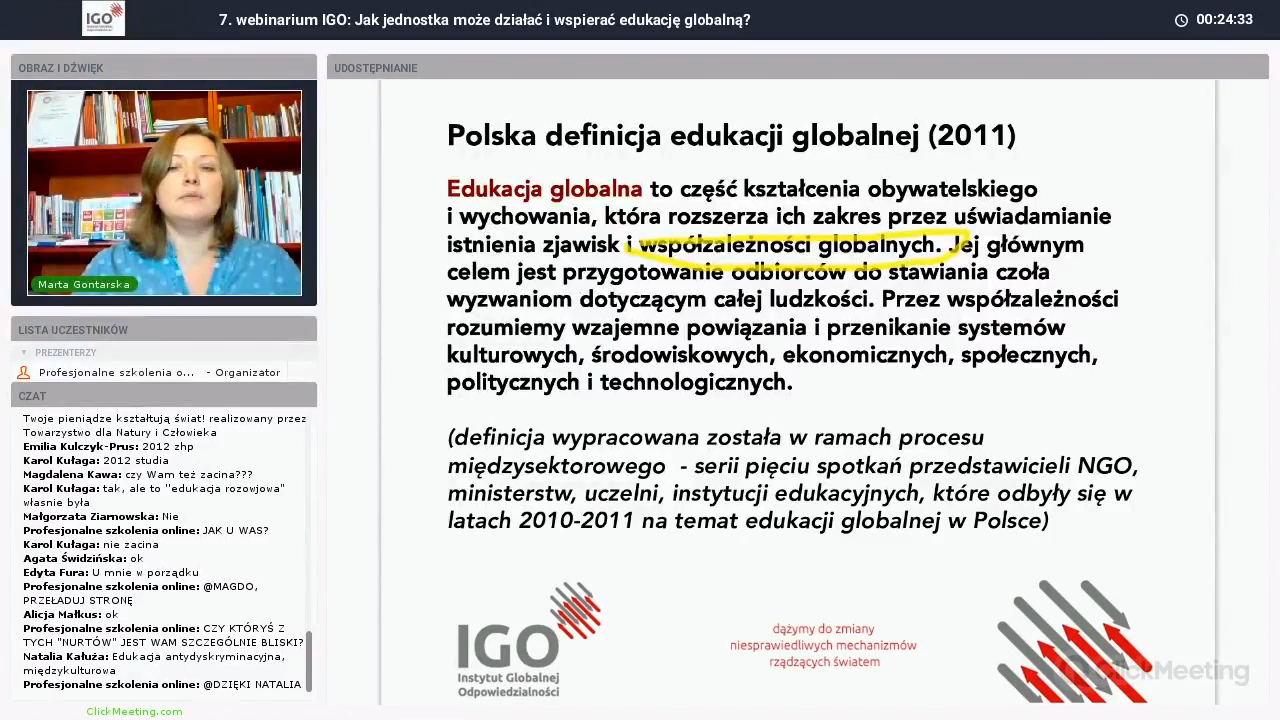 IGO
7. webinarium IGO: Jak jednostka może działać i wspierać edukację globalną?
00:24:33
OBRAZ I DŹWIĘK
Marta Gontarska
LISTA UCZESTNIKÓW
PREZENTERZY
Profesjonalne szkolenia o... - Organizator
CZAT
Twoje pieniądze kształtują świat! realizowany przez
Towarzystwo dla Natury i Człowieka
Emilia Kulczyk-Prus: 2012 zhp
Karol Kułaga: 2012 studia
Magdalena Kawa: czy Wam też zacina???
Karol Kułaga: tak, ale to "edukacja rozowjowa"
własnie była
Małgorzata Ziarnowska: Nie
Profesjonalne szkolenia online: JAK U WAS?
Karol Kułaga: nie zacina
Agata Świdzińska: ok
Edyta Fura: U mnie w porządku
Profesjonalne szkolenia online: @MAGDO,
PRZEŁADUJ STRONĘ
Alicja Małkus: ok
Profesjonalne szkolenia online: CZY KTÓRYŚ Z
TYCH "NURTÓW" JEST WAM SZCZEGÓLNIE BLISKI?
Natalia Kałuża: Edukacja antydyskryminacyjna,
międzykulturowa
Profesjonalne szkolenia online: @DZIĘKI NATALIA
ClickMeeting.com
UDOSTĘPNIANIE
Polska definicja edukacji globalnej (2011)
Edukacja globalna to część kształcenia obywatelskiego
i wychowania, która rozszerza ich zakres przez uświadamianie
istnienia zjawisk i współzależności globalnych. Jej głównym
celem jest przygotowanie odbiorców do stawiania czoła
wyzwaniom dotyczącym całej ludzkości. Przez współzależności
rozumiemy wzajemne powiązania i przenikanie systemów
kulturowych, środowiskowych, ekonomicznych, społecznych,
politycznych i technologicznych.
(definicja wypracowana została w ramach procesu
międzysektorowego - serii pięciu spotkań przedstawicieli NGO,
ministerstw, uczelni, instytucji edukacyjnych, które odbyły się w
latach 2010-2011 na temat edukacji globalnej w Polsce)
IGO
Instytut Globalnej
Odpowiedzialności
dążymy do zmiany
niesprawiedliwych mechanizmów
rządzących światem
ClickMeeting